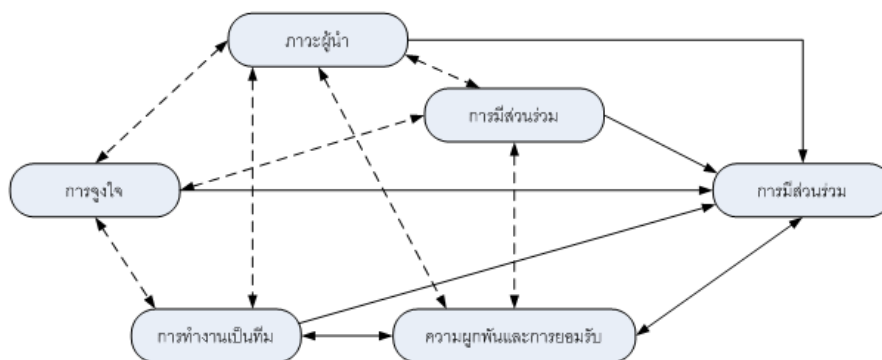 ภาวะผู้นำ
การมีส่วนร่วม
การจูงใจ
การมีส่วนร่วม
การทำงานเป็นทีม
ความผูกพันและการยอมรับ